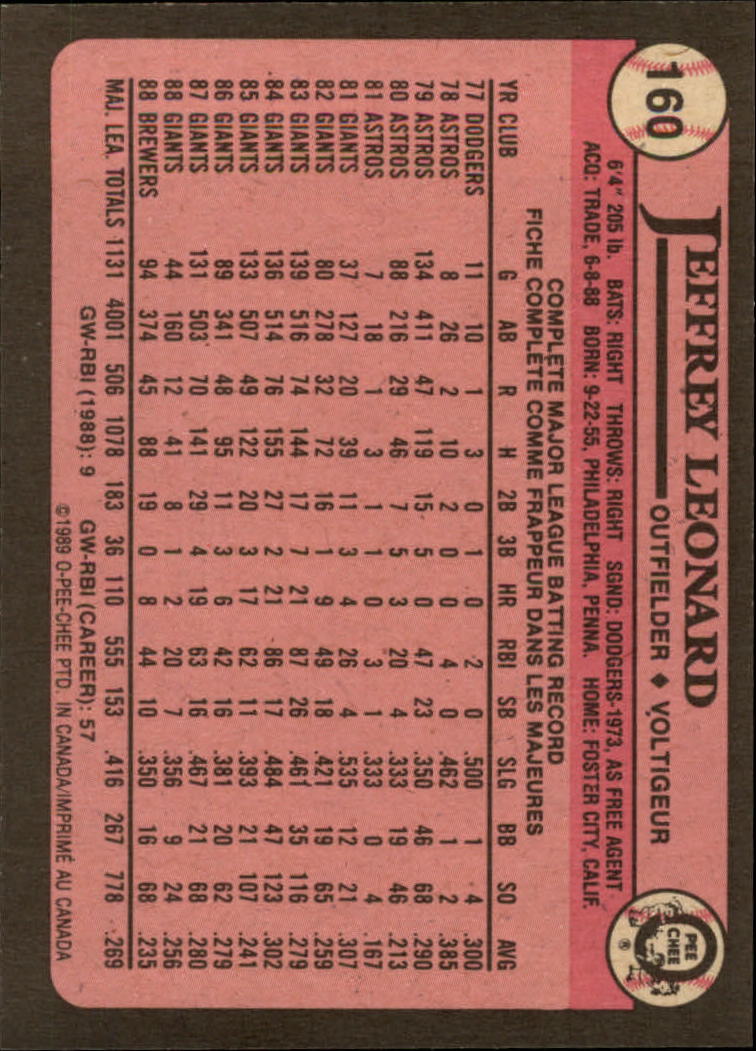 160
JEFFREY LEONARD
OUTFIELDER ♦ VOLTIGEUR
PEE CHEE ®
6'4" 205 lb. BATS: RIGHT THROWS: RIGHT SGND: DODGERS-1973, AS FREE AGENT
ACQ: TRADE, 6-8-88 BORN: 9-22-55, PHILADELPHIA, PENNA. HOME: FOSTER CITY, CALIF.
COMPLETE MAJOR LEAGUE BATTING RECORD
FICHE COMPLÈTE COMME FRAPPEUR DANS LES MAJEURES
YR CLUB G AB R H 2B 3B HR RBI SB SLG BB SO AVG
77 DODGERS 11 10 1 3 0 1 0 2 0 .500 1 4 .300
78 ASTROS 8 26 2 10 2 0 0 4 0 .462 1 2 .385
79 ASTROS 134 411 47 119 15 5 0 47 23 .350 46 68 .290
80 ASTROS 88 216 29 46 7 5 3 20 4 .333 19 46 .213
81 ASTROS 7 18 1 3 1 1 0 3 1 .333 0 4 .167
81 GIANTS 37 127 20 39 11 3 4 26 4 .535 12 21 .307
82 GIANTS 80 278 32 72 16 1 9 49 18 .421 19 65 .259
83 GIANTS 139 516 74 144 17 7 21 87 26 .461 35 116 .279
84 GIANTS 136 514 76 155 27 2 21 86 17 .484 47 123 .302
85 GIANTS 133 507 49 122 20 3 17 62 11 .393 21 107 .241
86 GIANTS 89 341 48 95 11 3 6 42 16 .381 20 62 .279
87 GIANTS 131 503 70 141 29 4 19 63 16 .467 21 68 .280
88 GIANTS 44 160 12 41 8 1 2 20 7 .356 9 24 .256
88 BREWERS 94 374 45 88 19 0 8 44 10 .350 16 68 .235
MAJ. LEA. TOTALS 1131 4001 506 1078 183 36 110 555 153 .416 267 778 .269
GW-RBI (1988): 9 GW-RBI (CAREER): 57
©1989 O-PEE-CHEE PTD. IN CANADA/IMPRIMÉ AU CANADA